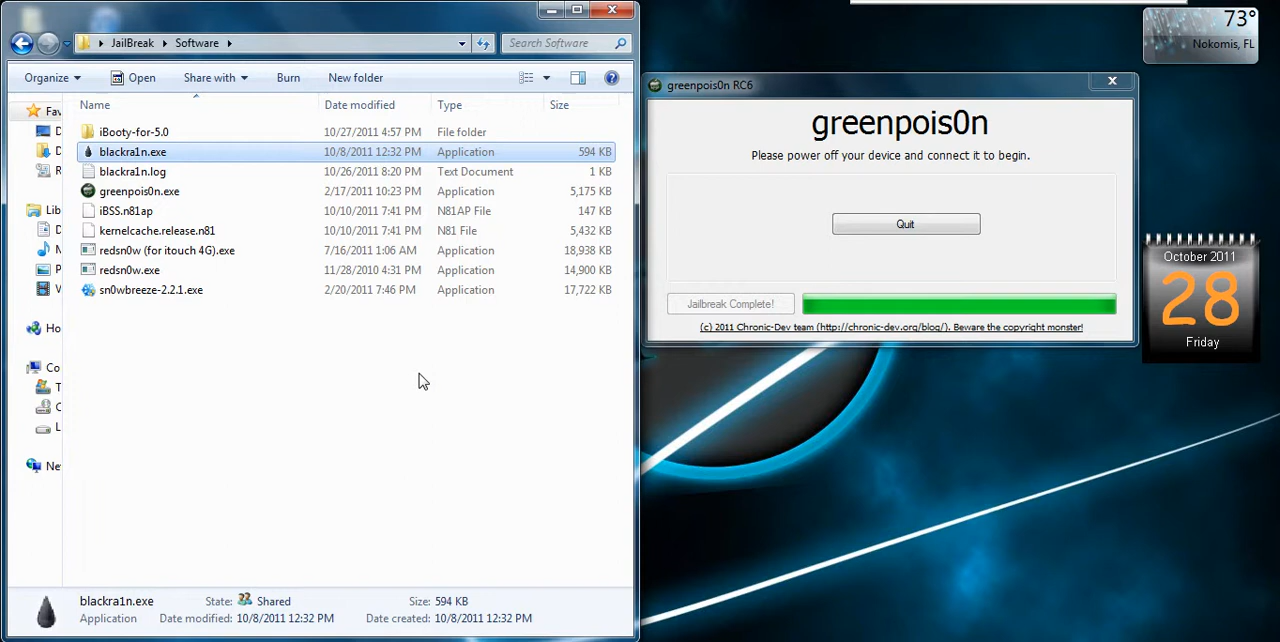 JailBreak Software
Search Software
Organize Open Share with Burn New folder
Name Date modified Type Size
iBooty-for-5.0 10/27/2011 4:57 PM File folder
blackra1n.exe 10/8/2011 12:32 PM Application 594 KB
blackra1n.log 10/26/2011 8:20 PM Text Document 1 KB
greenpois0n.exe 2/17/2011 10:23 PM Application 5,175 KB
iBSS.n81ap 10/10/2011 7:41 PM N81AP File 147 KB
kernelcache.release.n81 10/10/2011 7:41 PM N81 File 5,432 KB
redsn0w (for itouch 4G).exe 7/16/2011 1:06 AM Application 18,938 KB
redsn0w.exe 11/28/2010 4:31 PM Application 14,900 KB
sn0wbreeze-2.2.1.exe 2/20/2011 7:46 PM Application 17,722 KB
Fav
D
D
R
Lib
D
N
P
V
Ho
Co
T
C
L
Ne
blackra1n.exe State: Shared Size: 594 KB
Application Date modified: 10/8/2011 12:32 PM Date created: 10/8/2011 12:32 PM
greenpois0n RC6
greenpois0n
Please power off your device and connect it to begin.
Quit
Jailbreak Complete!
(c) 2011 Chronic-Dev team (http://chronic-dev.org/blog/). Beware the copyright monster!
73°
Nokomis, FL
October 2011
28
Friday